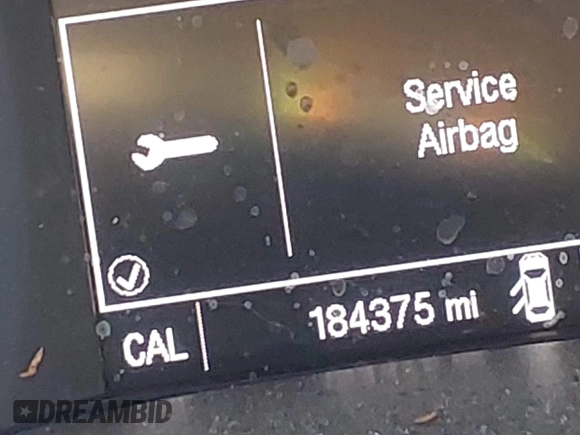 Service
Airbag
CAL
184375 mi
DREAMBID